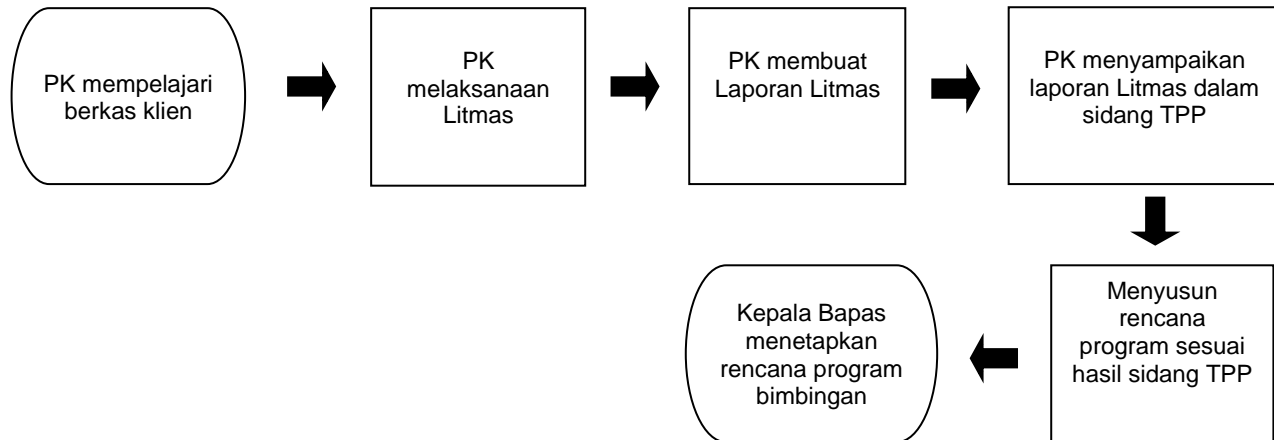 PK mempelajari
berkas klien
PK
melaksanaan
Litmas
PK membuat
Laporan Litmas
PK menyampaikan
laporan Litmas dalam
sidang TPP
Menyusun
rencana
program sesuai
hasil sidang TPP
Kepala Bapas
menetapkan
rencana program
bimbingan